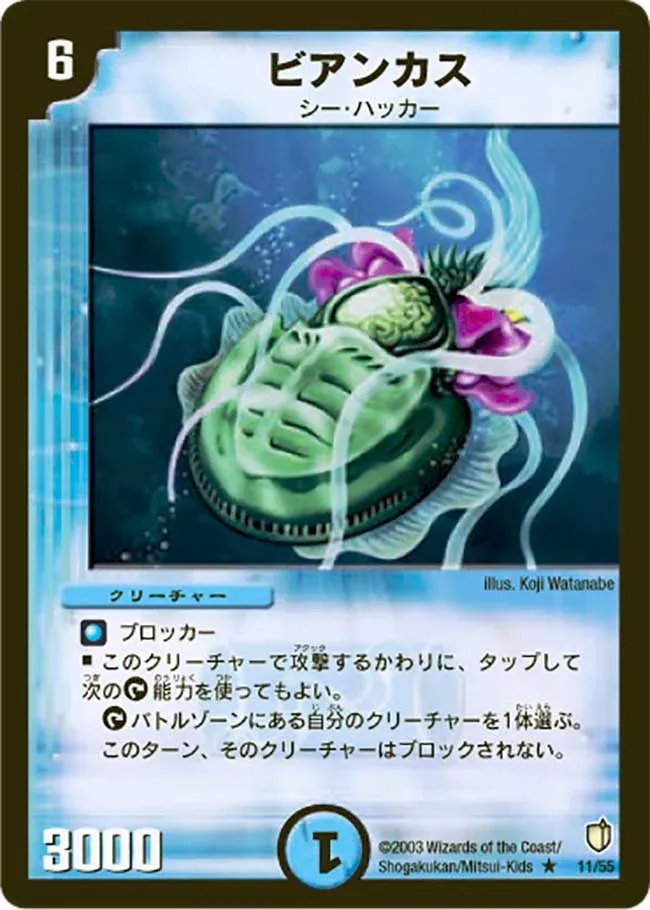 6
ビアンカス
シー・ハッカー
illus. Koji Watanabe
クリーチャー
ブロッカー
■ このクリーチャーで攻撃するかわりに、タップして
次の能力を使ってもよい。
バトルゾーンにある自分のクリーチャーを1体選ぶ。
このターン、そのクリーチャーはブロックされない。
3000
1
©2003 Wizards of the Coast/
Shogakukan/Mitsui-Kids ★ 11/55